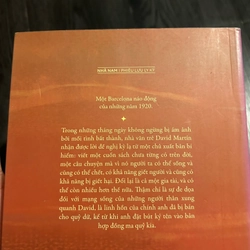 NHÃ NAM | PHIÊU LƯU LY KỲ
Một Barcelona náo động
của những năm 1920.
Trong những tháng ngày không ngừng bị ám ảnh
bởi mối tình bất thành, nhà văn trẻ David Martín
nhận được lời đề nghị kỳ lạ từ một chủ xuất bản bí
hiểm: viết một cuốn sách chưa từng có trên đời,
một câu chuyện mà vì nó người ta có thể sống và
cũng có thể chết, có khả năng giết người và cũng có
khả năng bị giết hại. Đổi lại là cả một gia tài, và có
thể còn nhiều hơn thế nữa. Thậm chí là sự đe dọa
đối với mạng sống của những người thân xung
quanh David, là linh hồn của chính anh đã bị bán
cho quỷ dữ, kể từ khi anh đặt bút ký tên vào bản
hợp đồng ma quỷ kia.